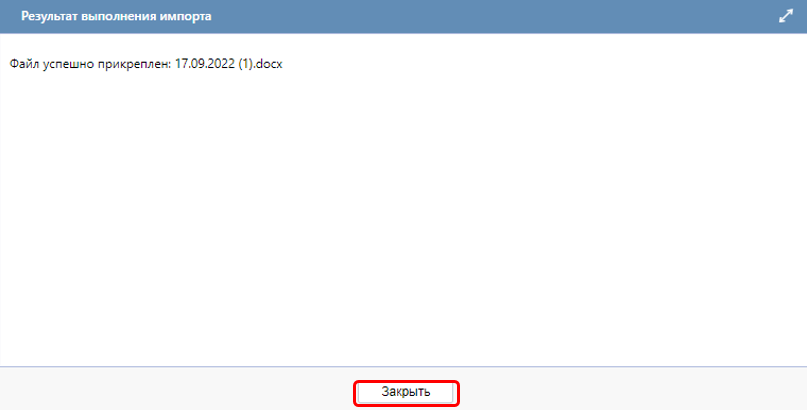 Результат выполнения импорта
Файл успешно прикреплен: 17.09.2022 (1).docx
Закрыть